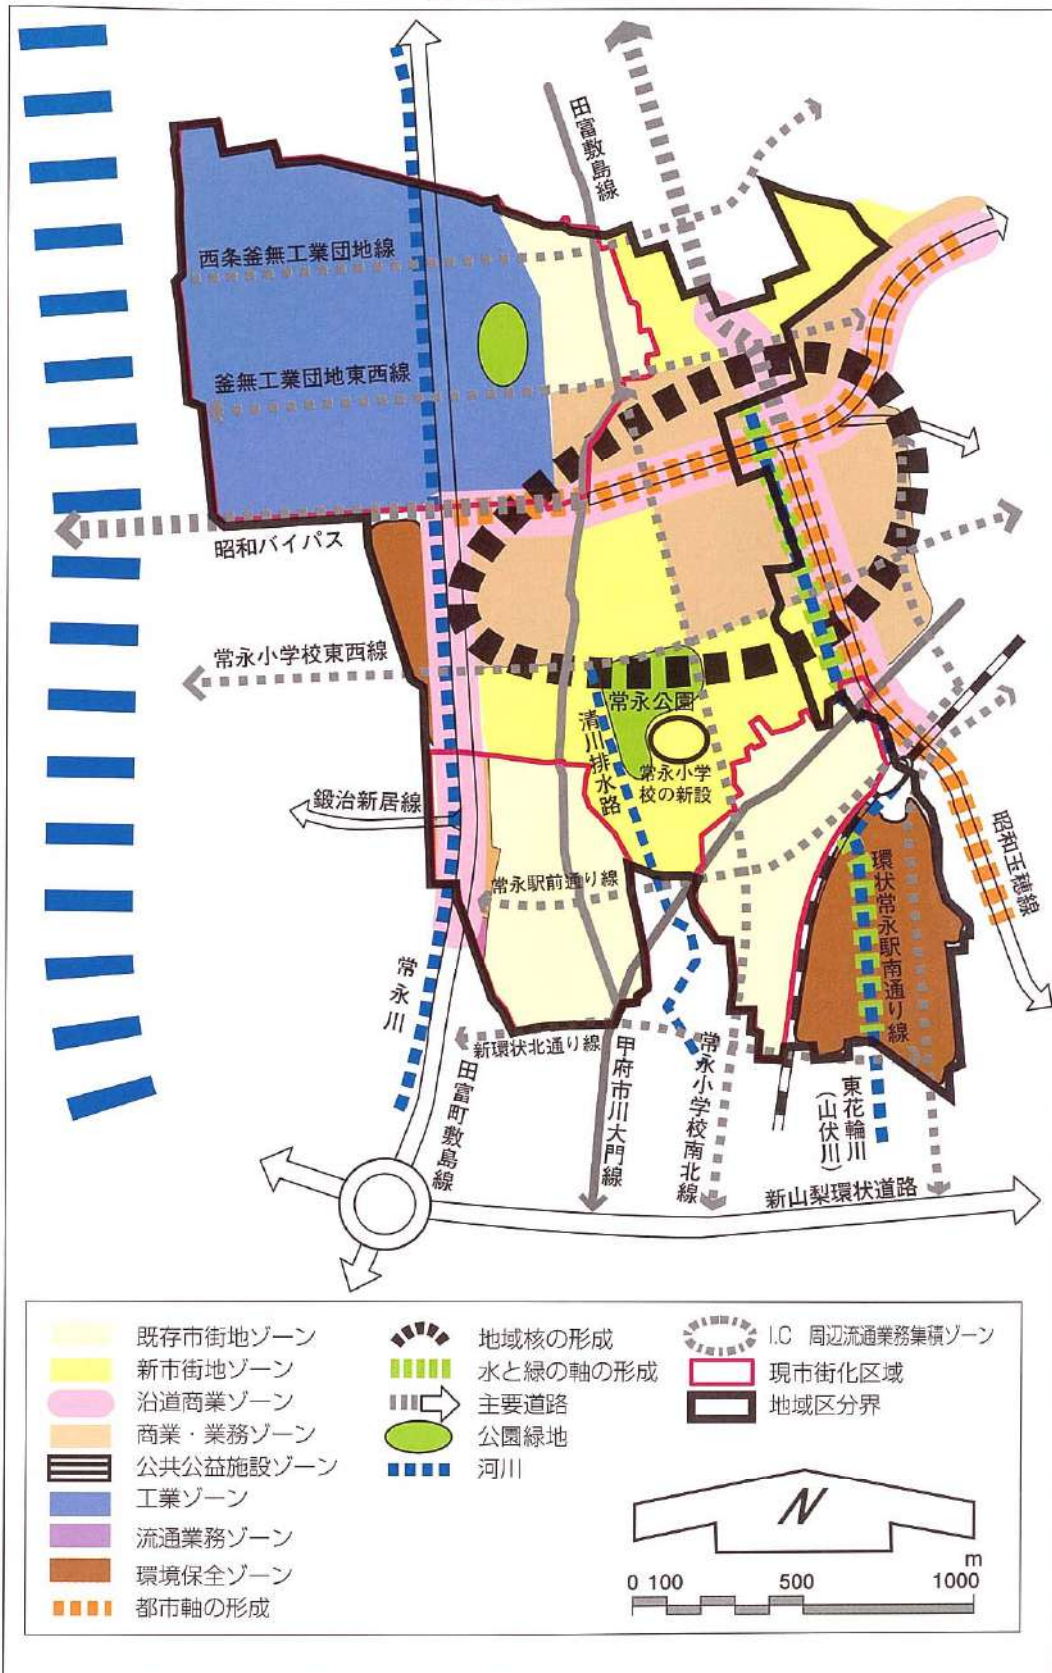 田富敷島線
西条釜無工業団地線
釜無工業団地東西線
昭和バイパス
常永小学校東西線
常永公園
清川排水路
常永小学
校の新設
鍛治新居線
昭和玉穂線
環状常永駅南通り線
常永駅前通り線
常永川
新環状北通り線
田富町敷島線
甲府市川大門線
常永小学校南北線
東花輪川
(山伏川)
新山梨環状道路
既存市街地ゾーン
新市街地ゾーン
沿道商業ゾーン
商業・業務ゾーン
公共公益施設ゾーン
工業ゾーン
流通業務ゾーン
環境保全ゾーン
都市軸の形成
地域核の形成
水と緑の軸の形成
主要道路
公園緑地
河川
I.C 周辺流通業務集積ゾーン
現市街化区域
地域区分界
N
m
0 100 500 1000